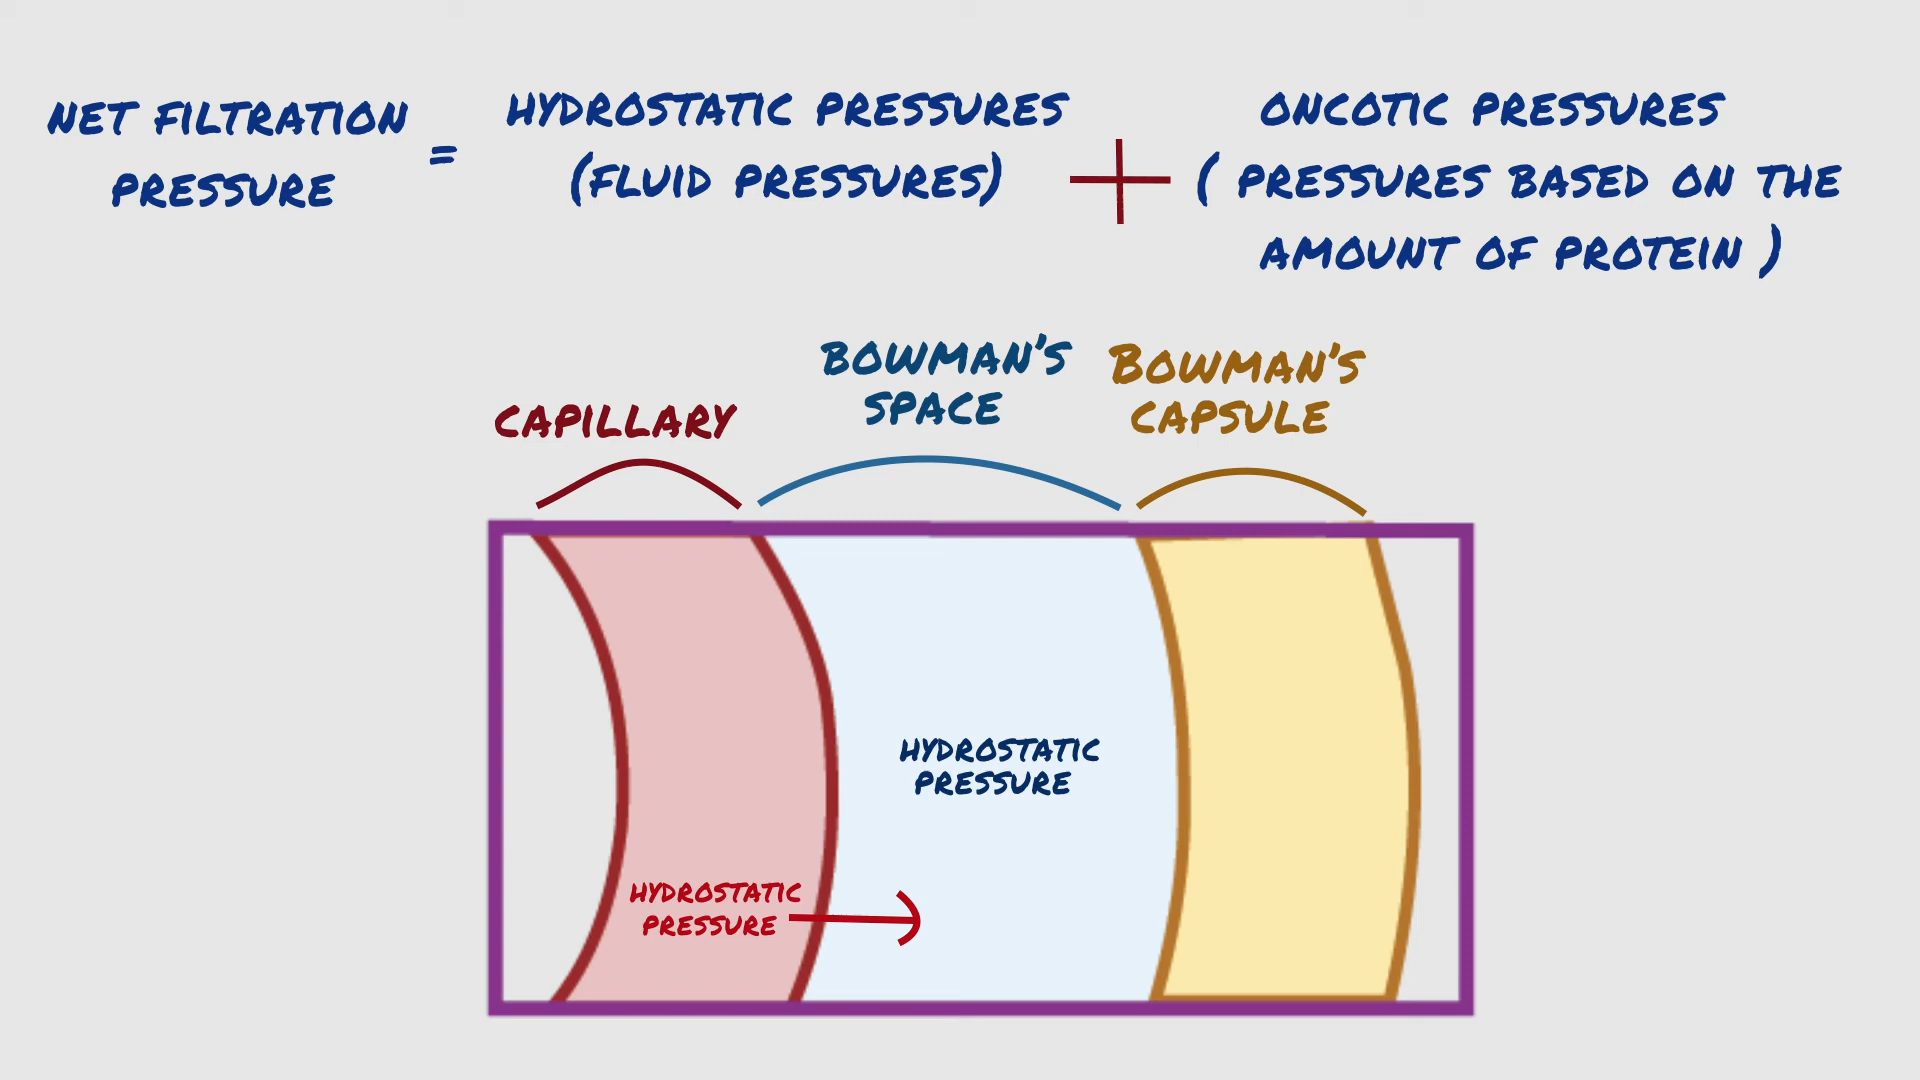 NET FILTRATION
PRESSURE
=
HYDROSTATIC PRESSURES
(FLUID PRESSURES)
+
ONCOTIC PRESSURES
( PRESSURES BASED ON THE
AMOUNT OF PROTEIN )
CAPILLARY
BOWMAN'S
SPACE
BOWMAN'S
CAPSULE
HYDROSTATIC
PRESSURE
HYDROSTATIC
PRESSURE